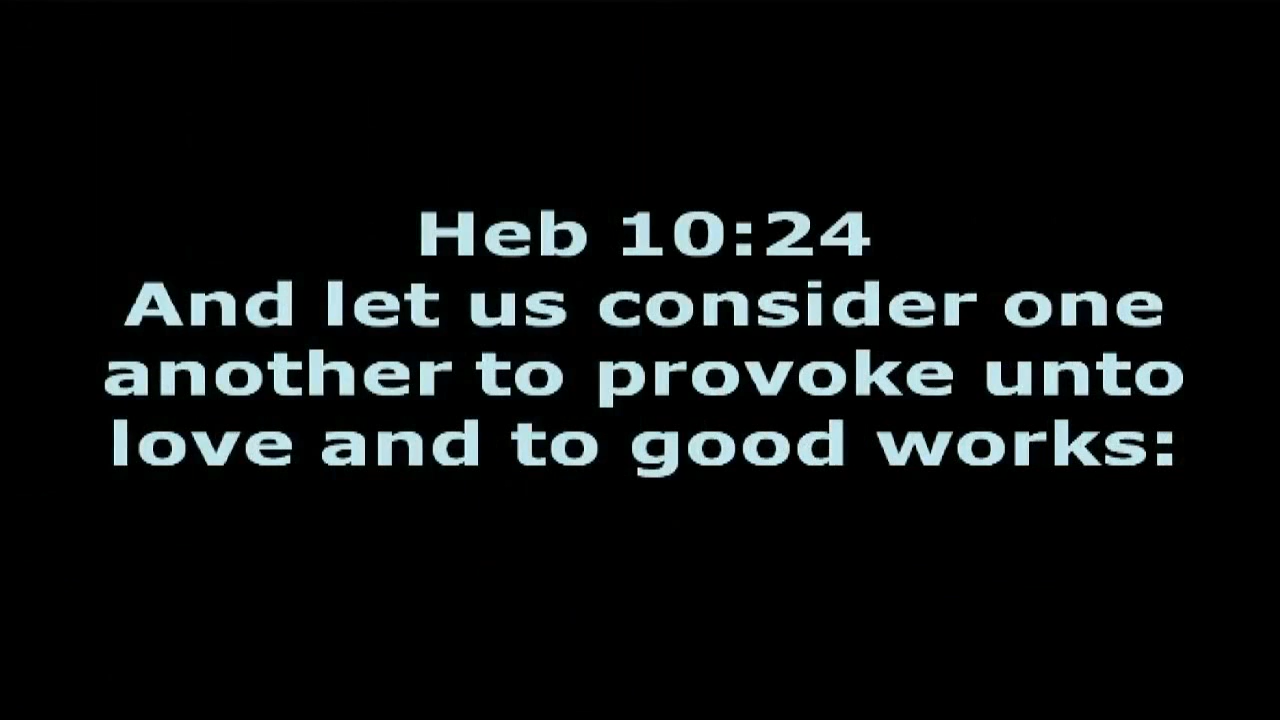 Heb 10:24
And let us consider one
another to provoke unto
love and to good works: